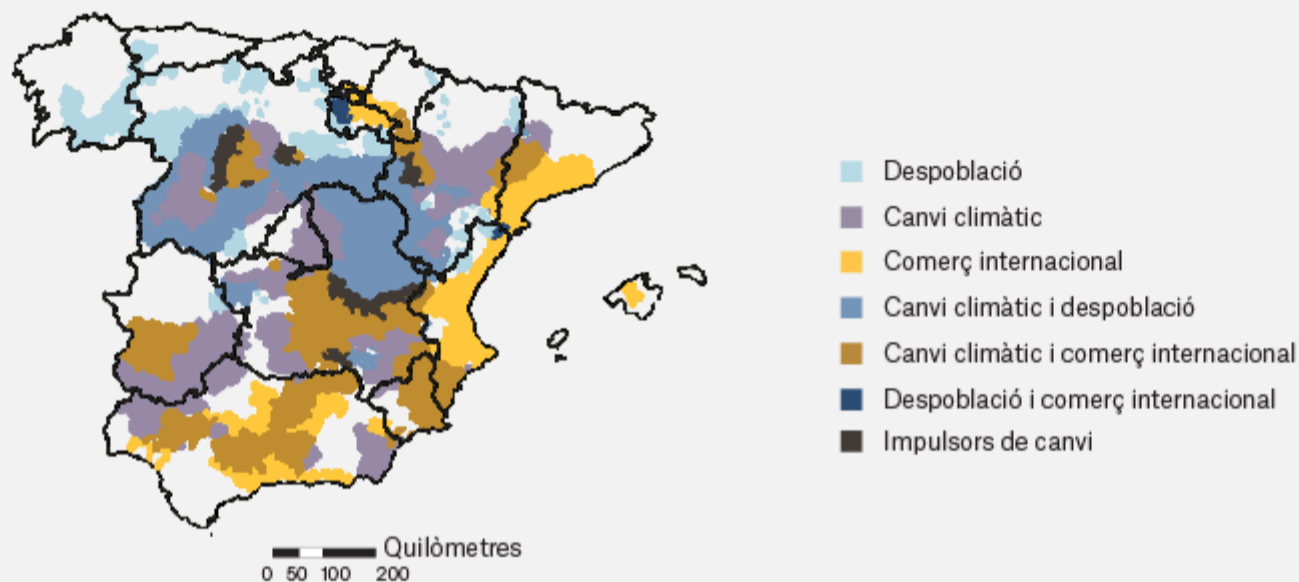 Despoblació
Canvi climàtic
Comerç internacional
Canvi climàtic i despoblació
Canvi climàtic i comerç internacional
Despoblació i comerç internacional
Impulsors de canvi
Quilòmetres
0 50 100 200